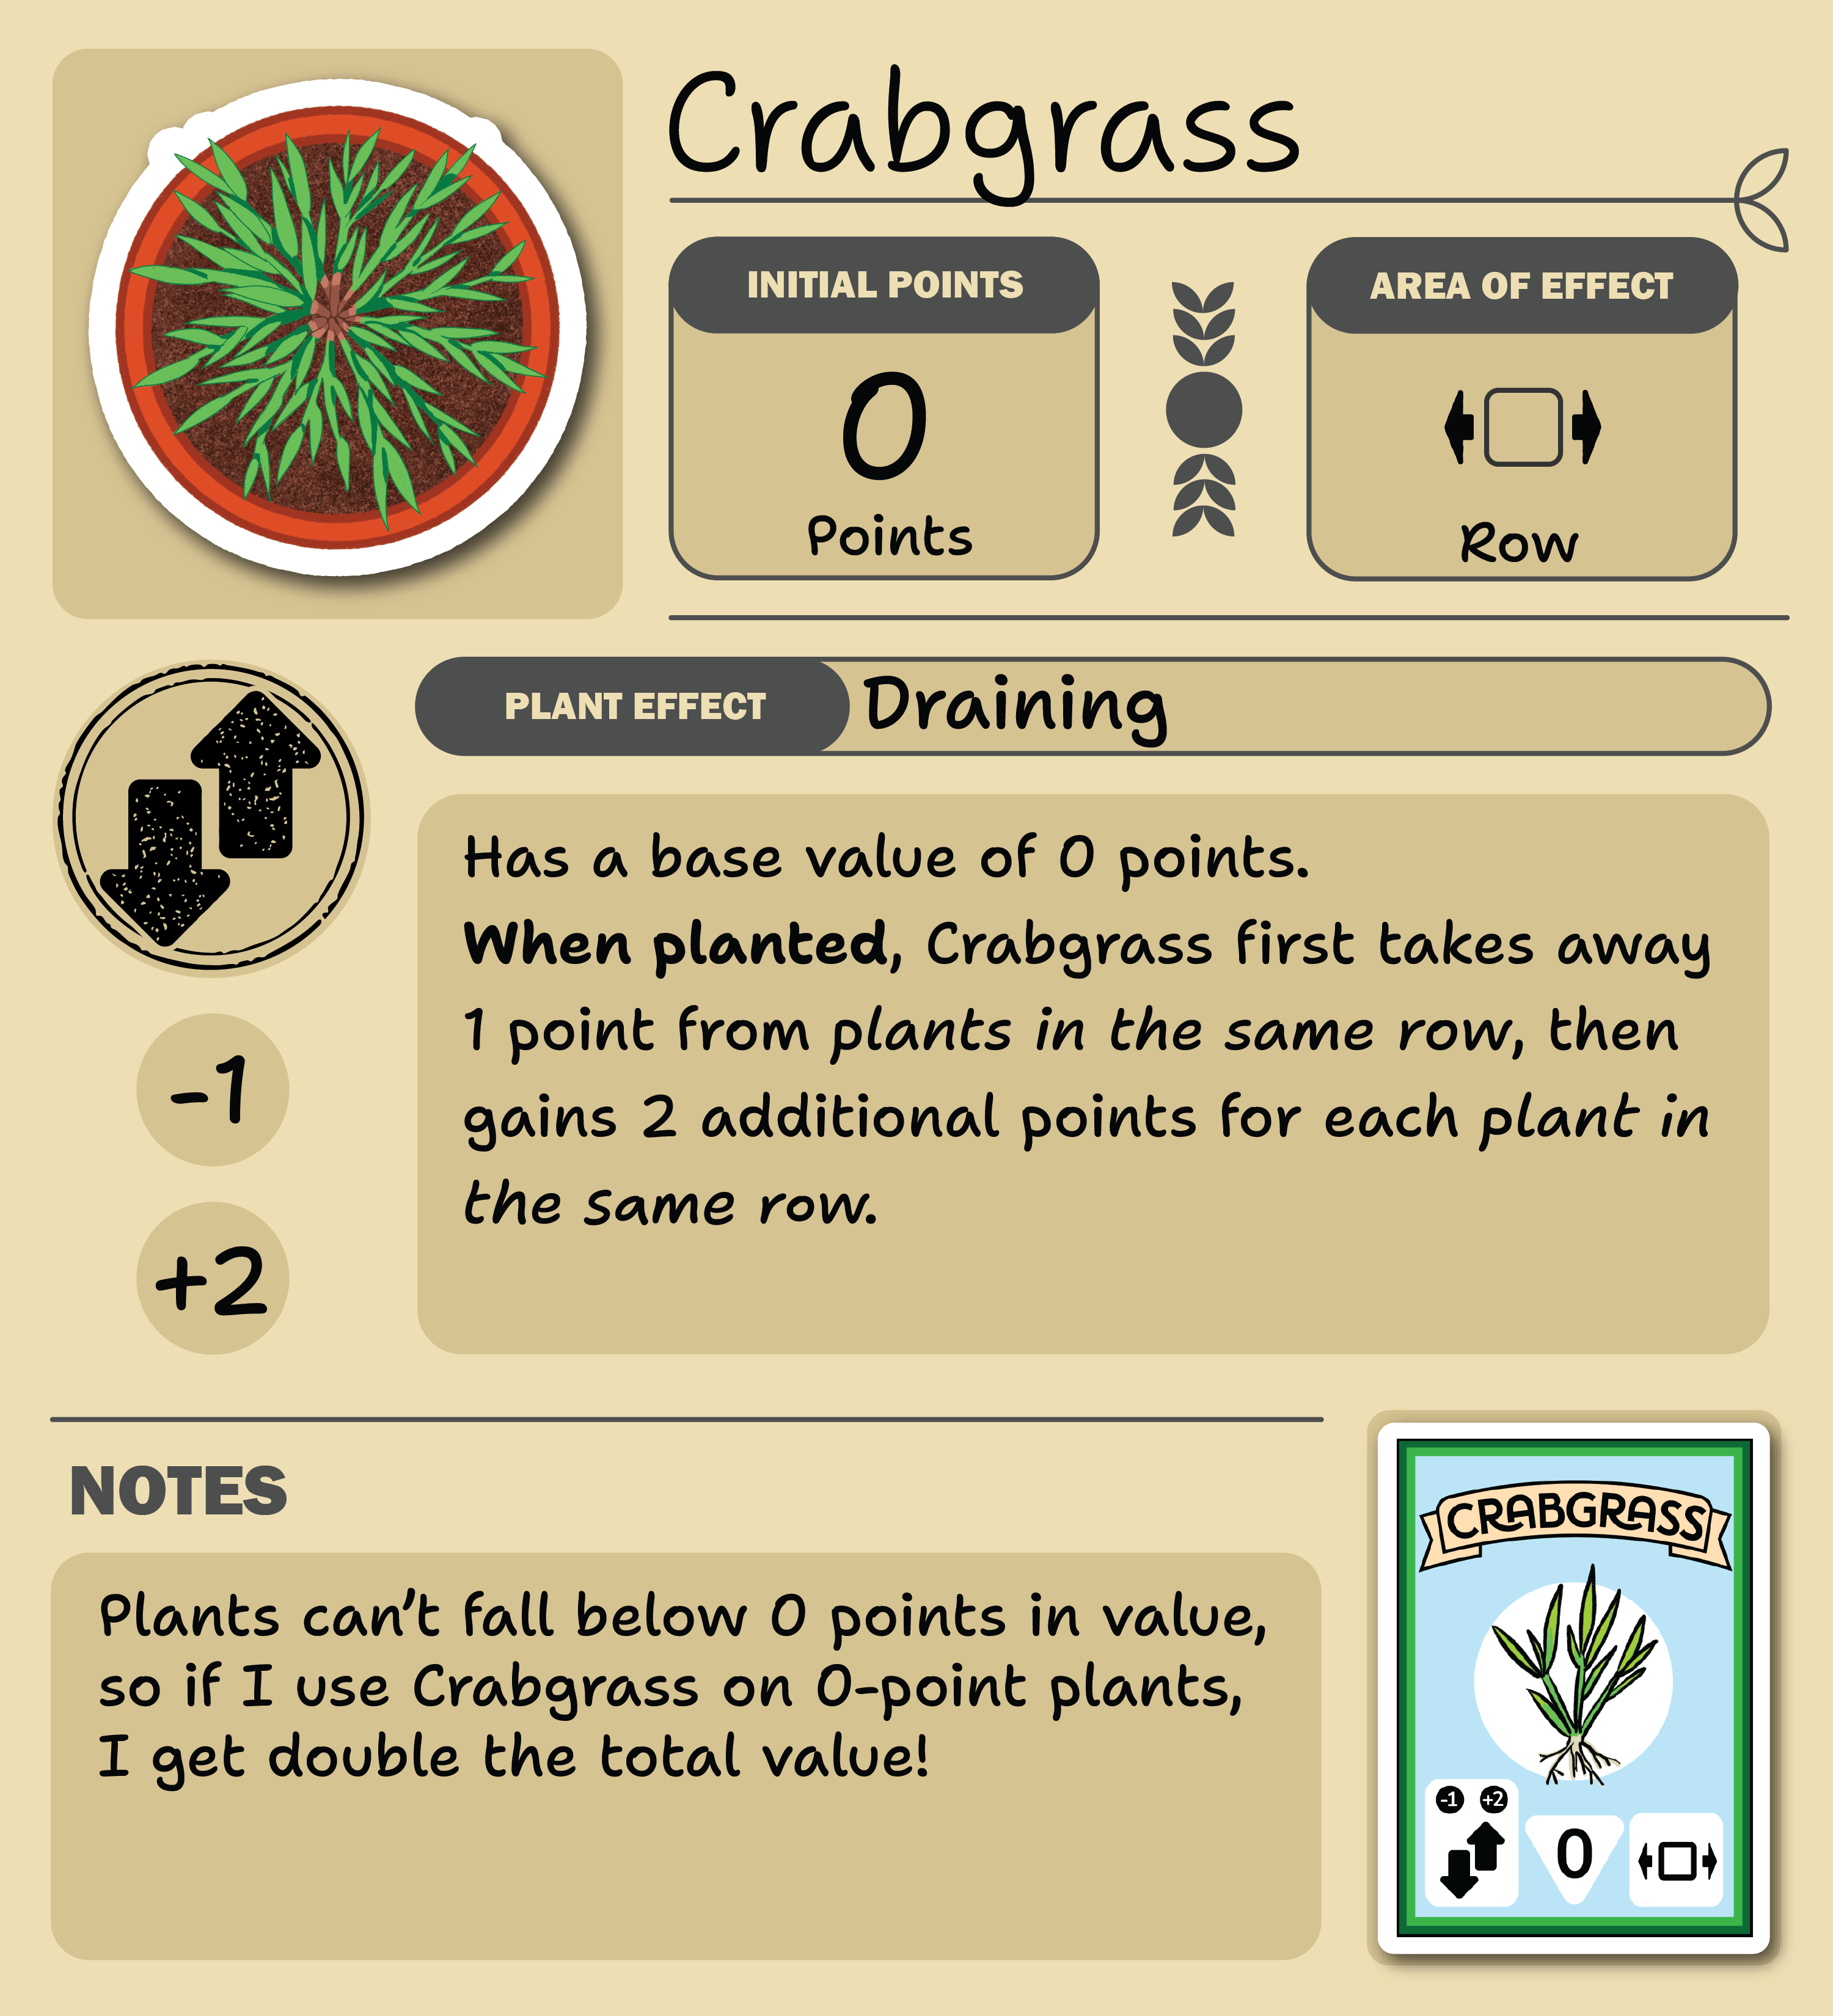 Crabgrass
INITIAL POINTS
0
Points
AREA OF EFFECT
Row
PLANT EFFECT
Draining
Has a base value of 0 points.
When planted, Crabgrass first takes away
1 point from plants in the same row, then
gains 2 additional points for each plant in
the same row.
-1
+2
NOTES
Plants can't fall below 0 points in value,
so if I use Crabgrass on 0-point plants,
I get double the total value!
CRABGRASS
-1 +2
0